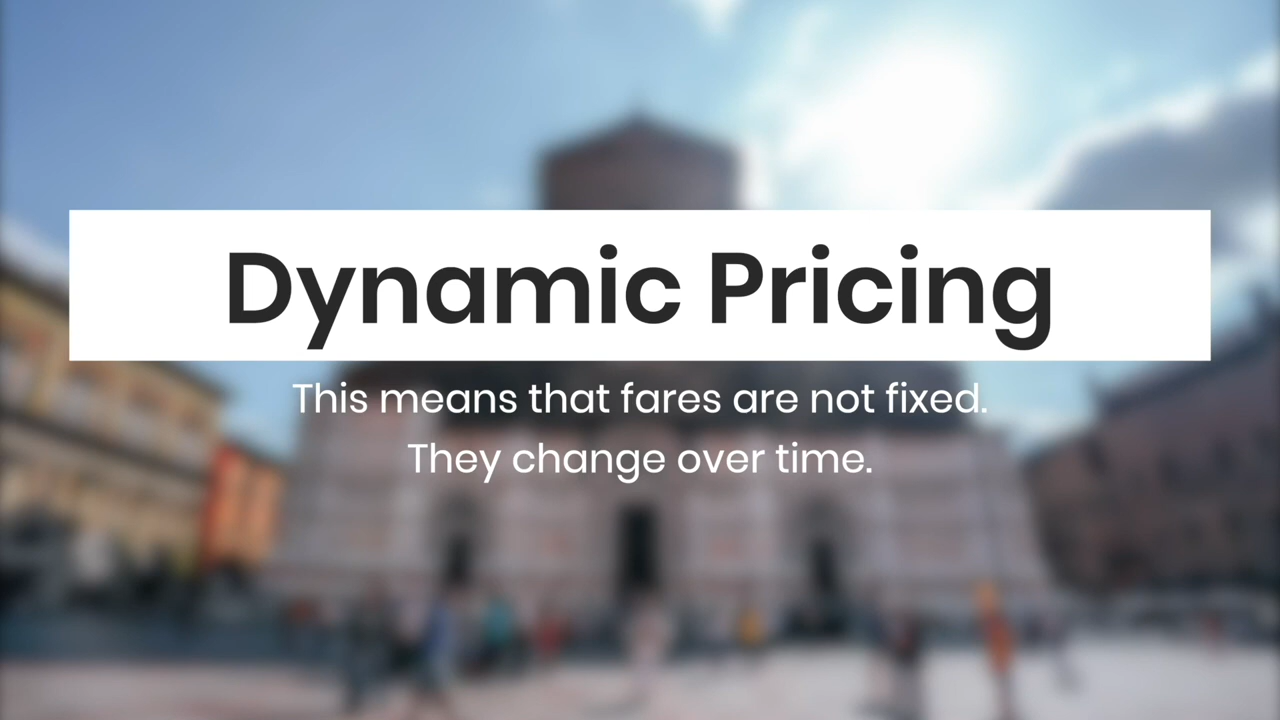 Dynamic Pricing
This means that fares are not fixed.
They change over time.